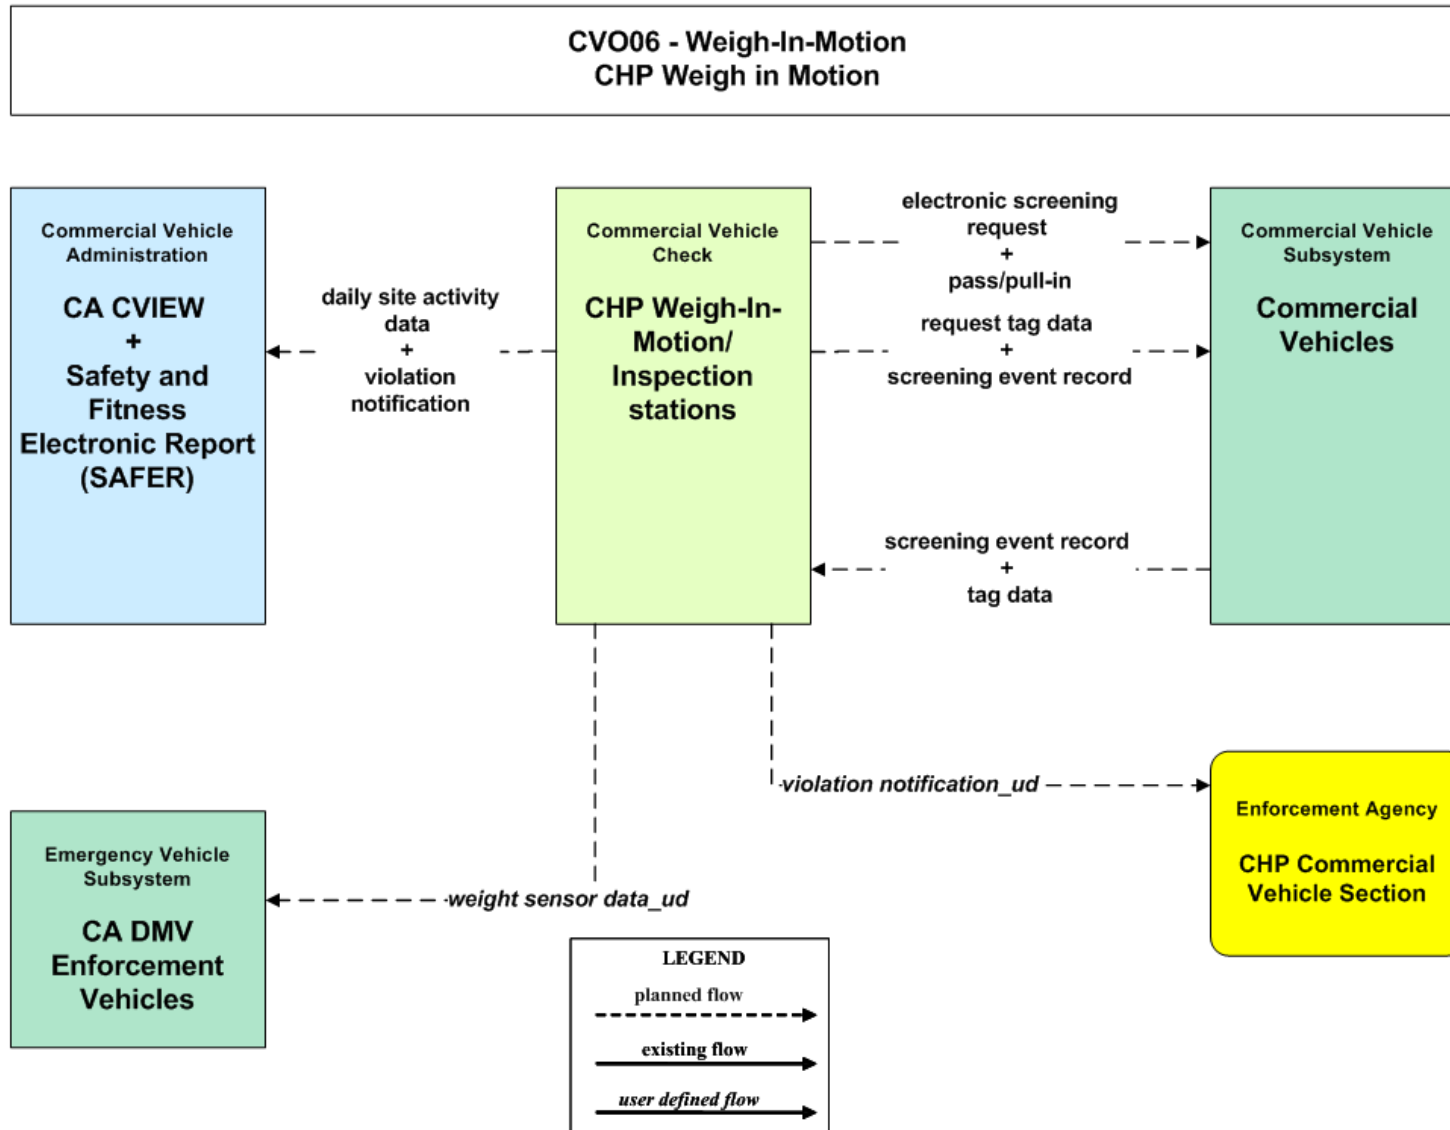 CVO06 - Weigh-In-Motion
CHP Weigh in Motion
Commercial Vehicle
Administration
CA CVIEW
+
Safety and
Fitness
Electronic Report
(SAFER)
daily site activity
data
+
violation
notification
Commercial Vehicle
Check
CHP Weigh-In-
Motion/
Inspection
stations
electronic screening
request
+
pass/pull-in
request tag data
+
screening event record
screening event record
+
tag data
Commercial Vehicle
Subsystem
Commercial
Vehicles
violation notification_ud
Enforcement Agency
CHP Commercial
Vehicle Section
Emergency Vehicle
Subsystem
CA DMV
Enforcement
Vehicles
weight sensor data_ud
LEGEND
planned flow
existing flow
user defined flow